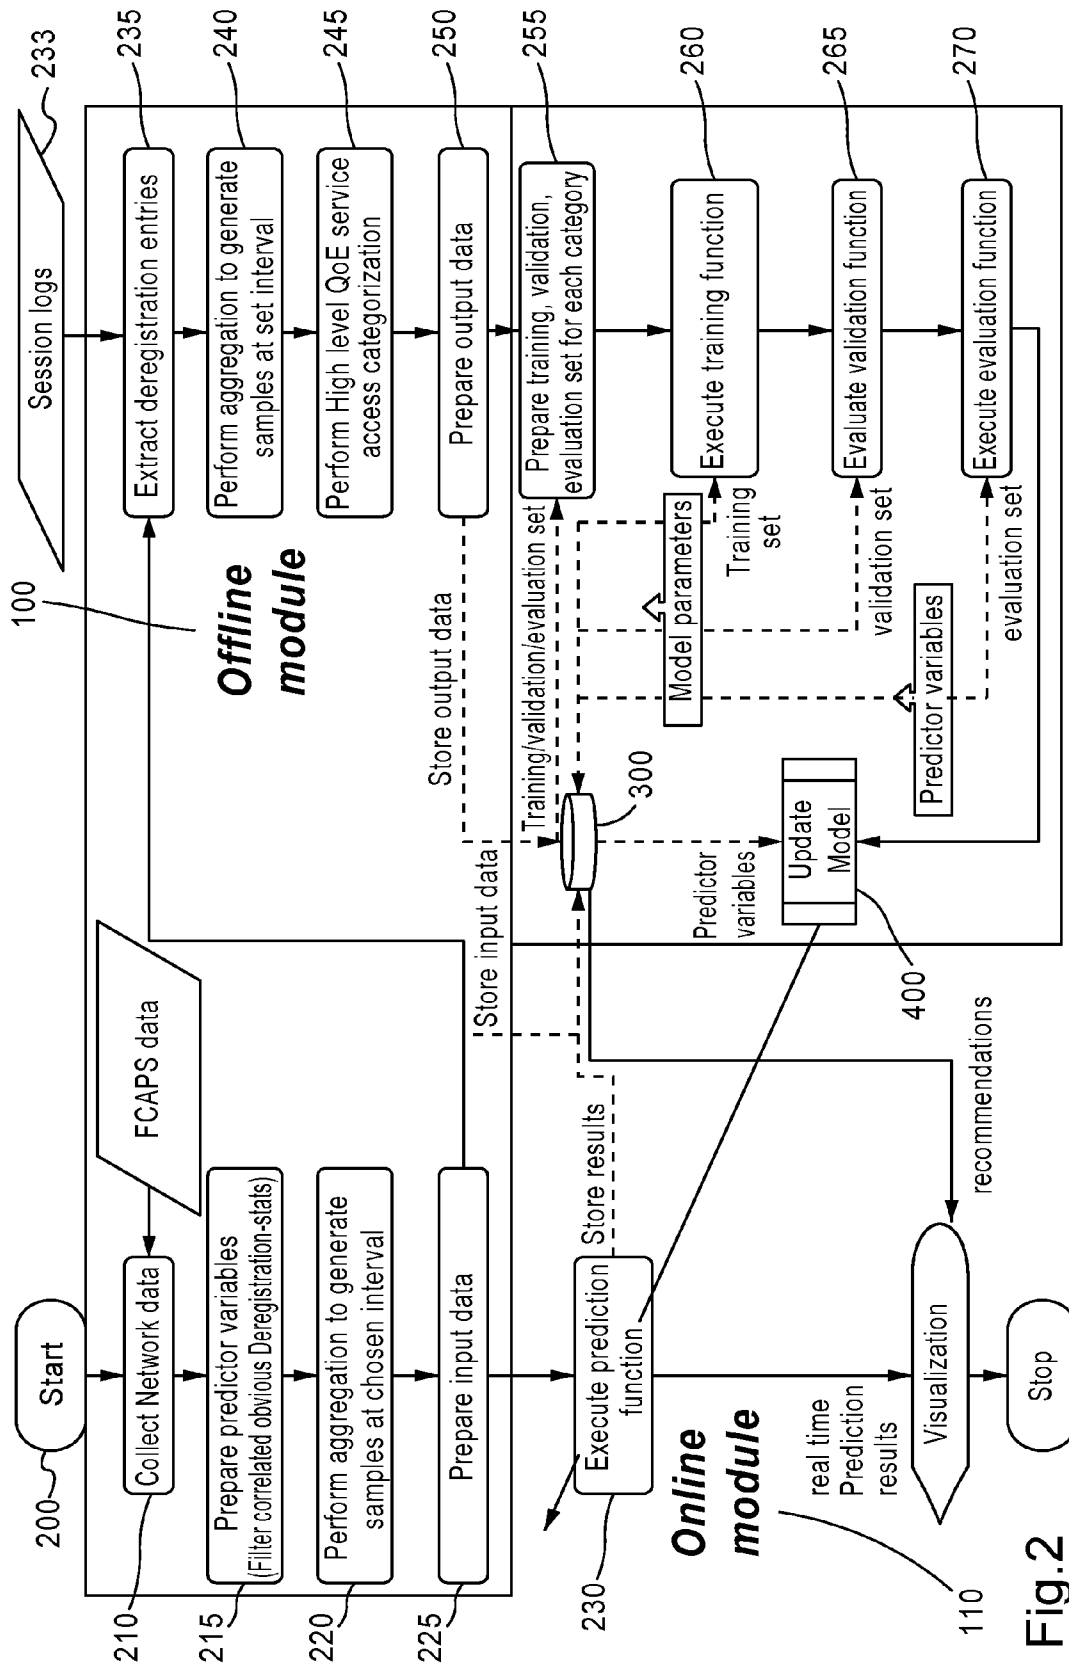 200
Start
210
Collect Network data
FCAPS data
215
Prepare predictor variables
(Filter correlated obvious Deregistration-stats)
220
Perform aggregation to generate
samples at chosen interval
225
Prepare input data
230
Execute prediction
function
Store results
Store input data
Online
module
110
real time
Prediction
results
Visualization
recommendations
Stop
100
Offline
module
Session logs
233
Extract deregistration entries
235
Perform aggregation to generate
samples at set interval
240
Perform High level QoE service
access categorization
245
Prepare output data
250
Store output data
Training/validation/evaluation set
Prepare training, validation,
evaluation set for each category
255
300
Model parameters
Training
set
Execute training function
260
Predictor
variables
Update
Model
400
validation set
Evaluate validation function
265
Predictor variables
evaluation set
Execute evaluation function
270
Fig.2